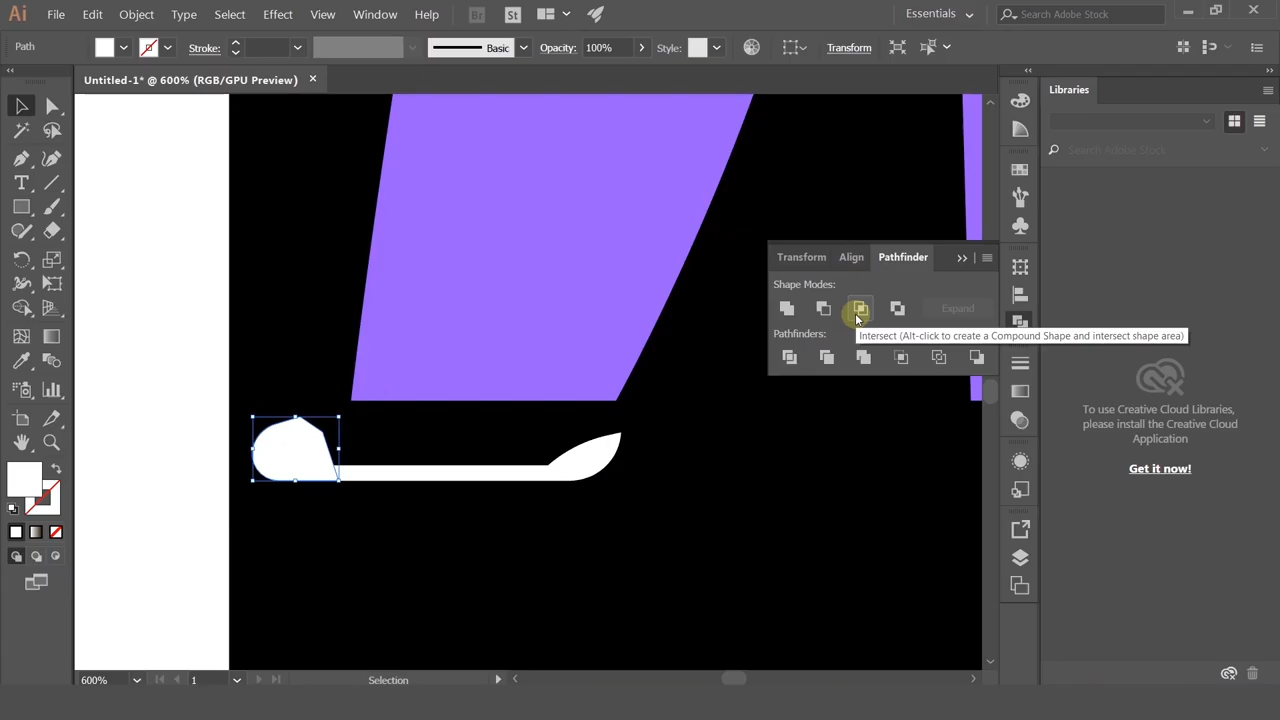 Ai File Edit Object Type Select Effect View Window Help Br St Essentials Search Adobe Stock
Path Stroke: Basic Opacity: 100% Style: Transform
Untitled-1* @ 600% (RGB/GPU Preview) ×
Libraries
Search Adobe Stock
Transform Align Pathfinder
Shape Modes:
Expand
Pathfinders:
Intersect (Alt-click to create a Compound Shape and intersect shape area)
To use Creative Cloud Libraries,
please install the Creative Cloud
Application
Get it now!
600% 1 Selection